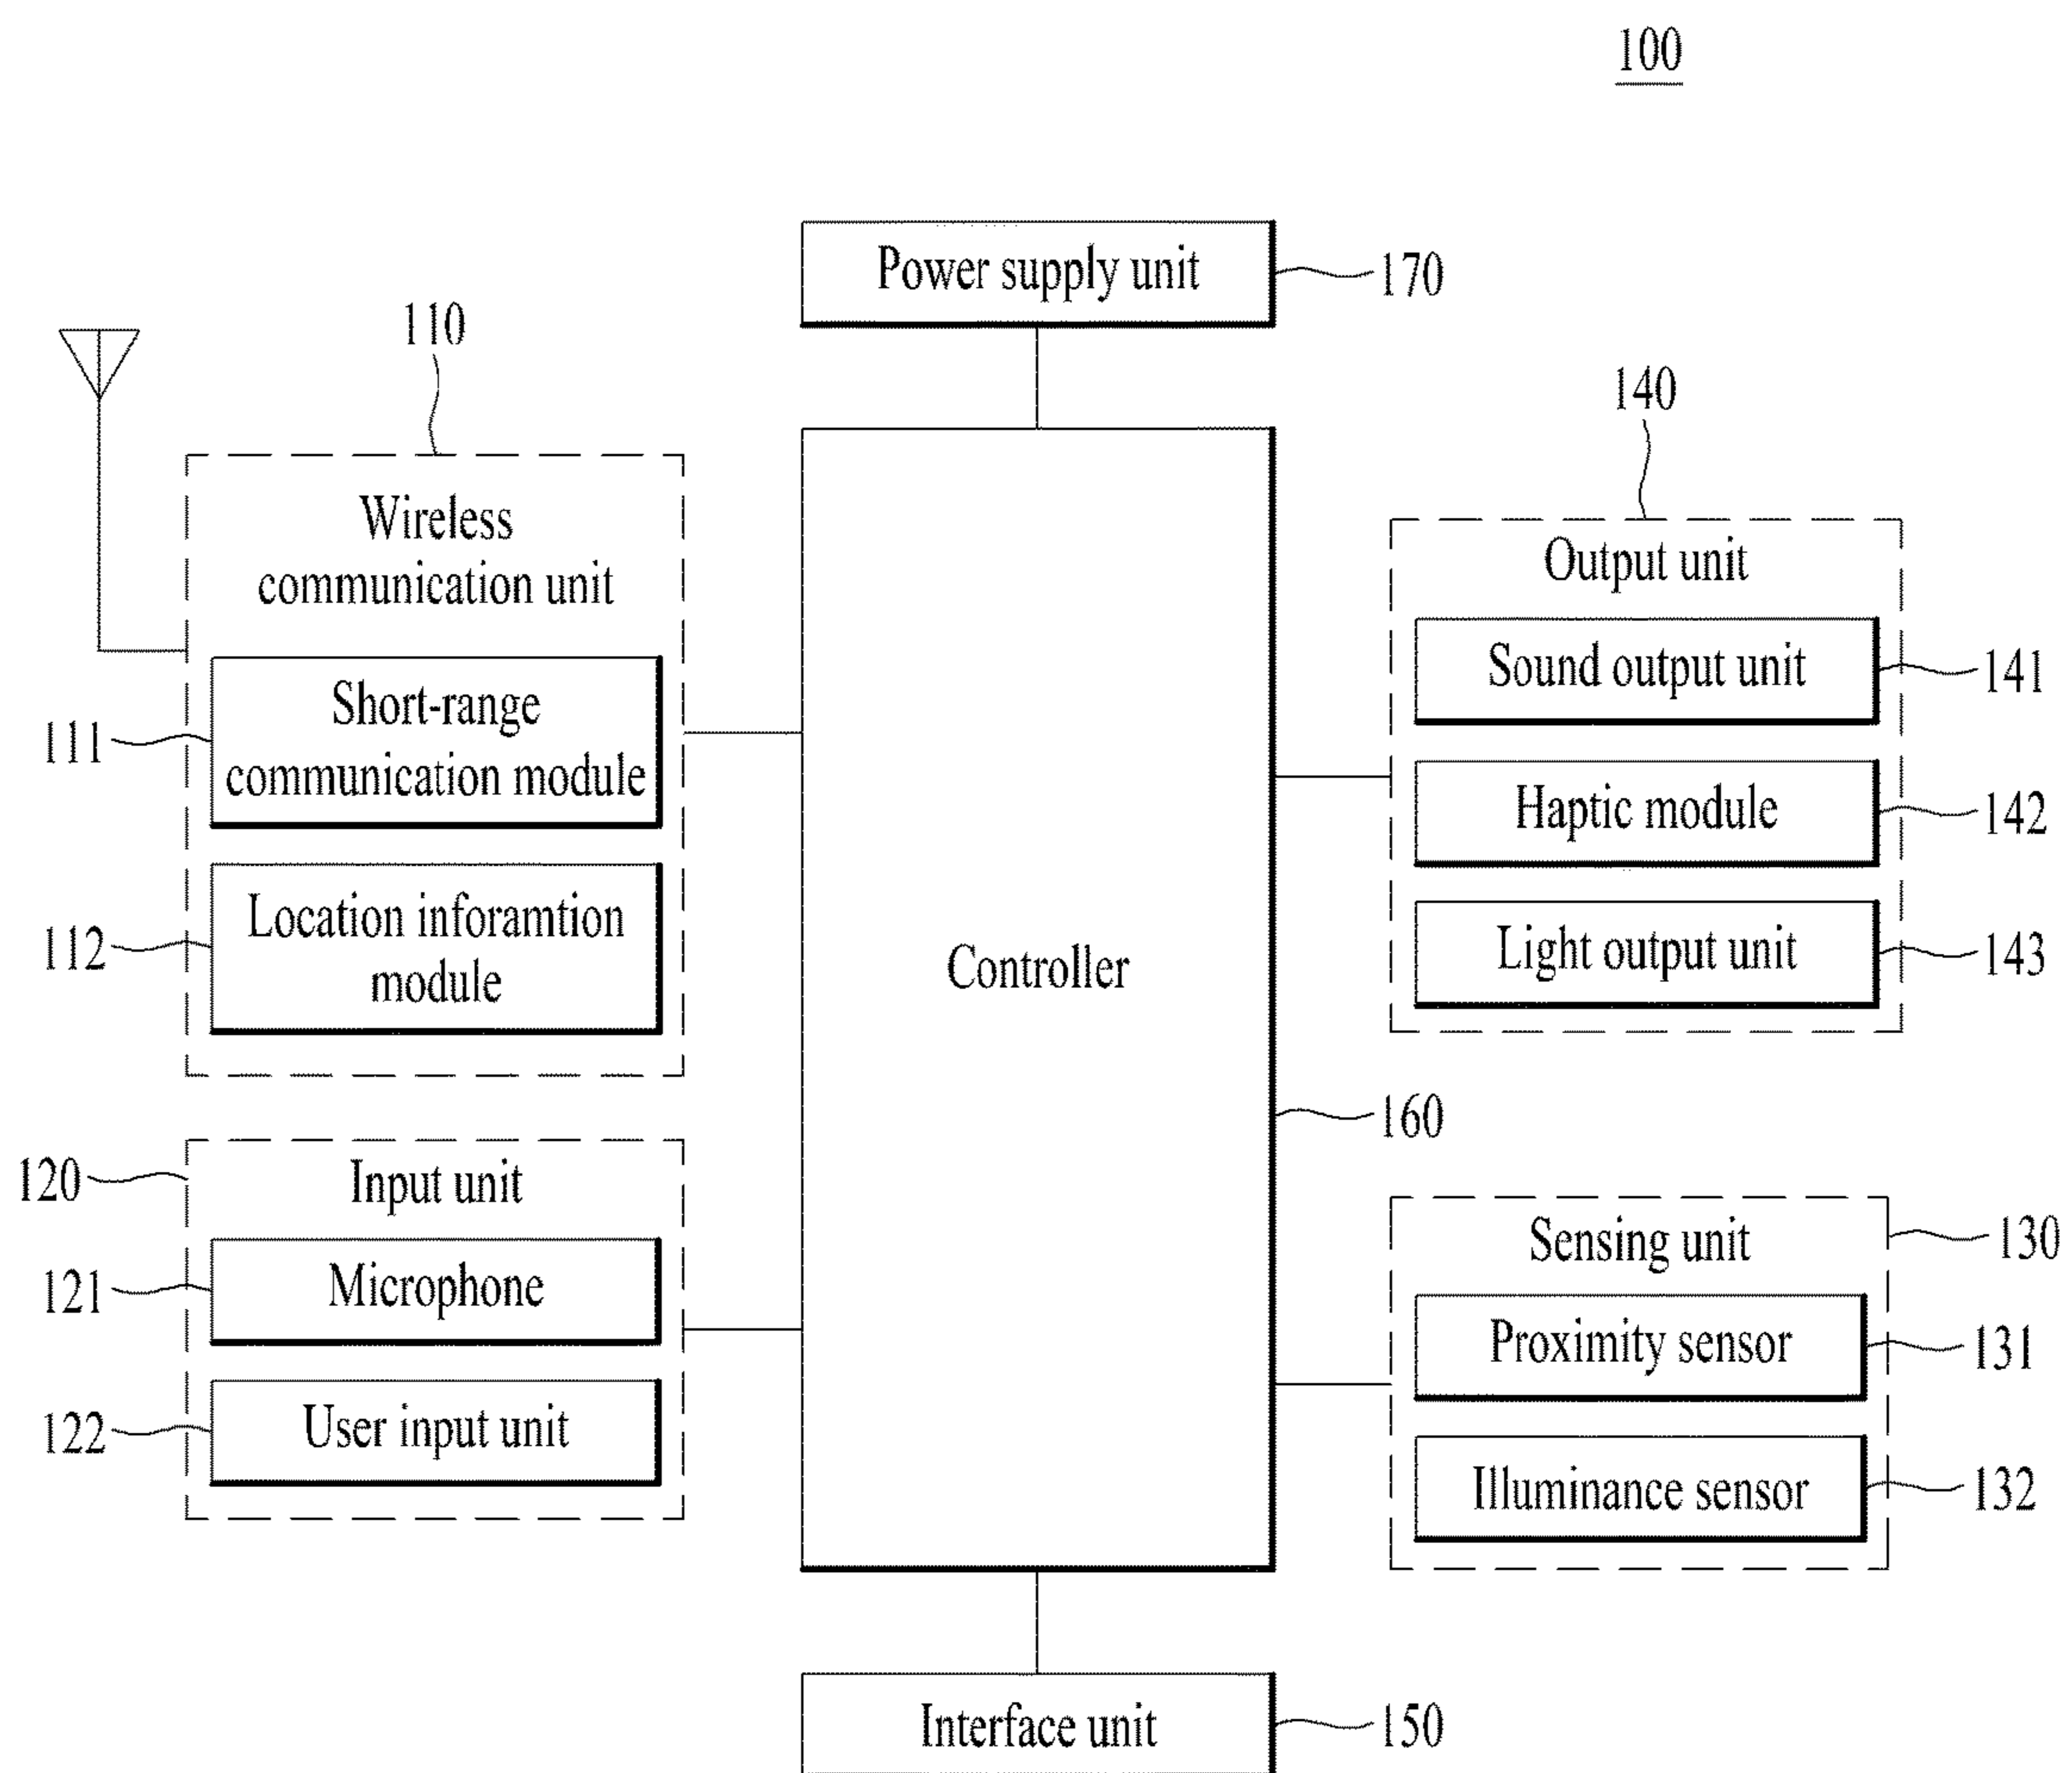 100
Power supply unit
170
110
Wireless
communication unit
Short-range
communication module
111
Location inforamtion
module
112
120
Input unit
Microphone
121
User input unit
122
Controller
160
140
Output unit
Sound output unit
141
Haptic module
142
Light output unit
143
Sensing unit
130
Proximity sensor
131
Illuminance sensor
132
Interface unit
150